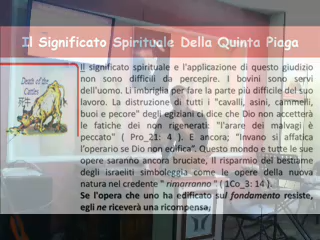 Il Significato Spirituale Della Quinta Piaga
Death of the
Cattles
Il significato spirituale e l'applicazione di questo giudizio
non sono difficili da percepire. I bovini sono servi
dell'uomo. Li imbriglia per fare la parte più difficile del suo
lavoro. La distruzione di tutti i "cavalli, asini, cammelli,
buoi e pecore" degli egiziani ci dice che Dio non accetterà
le fatiche dei non rigenerati: "l'arare dei malvagi è
peccato" ( Pro_21: 4 ). E ancora; "Invano si affatica
l'operario se Dio non edifica". Questo mondo e tutte le sue
opere saranno ancora bruciate, Il risparmio del bestiame
degli israeliti simboleggia come le opere della nuova
natura nel credente " rimarranno " ( 1Co_3: 14 ).
Se l'opera che uno ha edificato sul fondamento resiste,
egli ne riceverà una ricompensa,